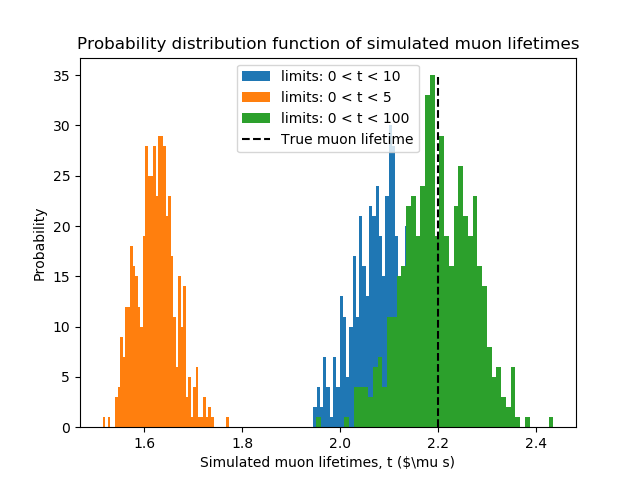 Probability distribution function of simulated muon lifetimes
limits: 0 < t < 10
limits: 0 < t < 5
limits: 0 < t < 100
True muon lifetime
Probability
35
30
25
20
15
10
5
0
1.6
1.8
2.0
2.2
2.4
Simulated muon lifetimes, t ($\mu s)